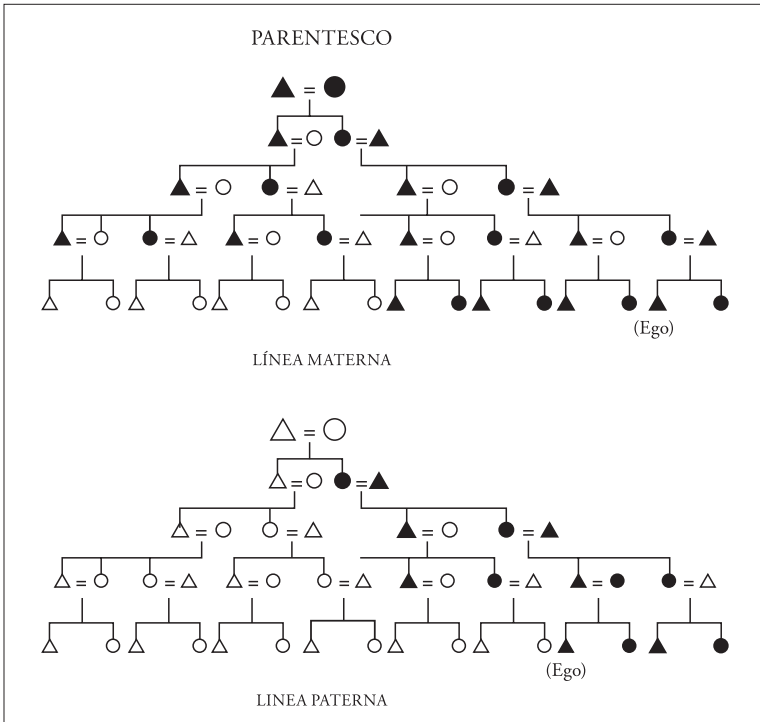 PARENTESCO
(Ego)
LÍNEA MATERNA
(Ego)
LINEA PATERNA